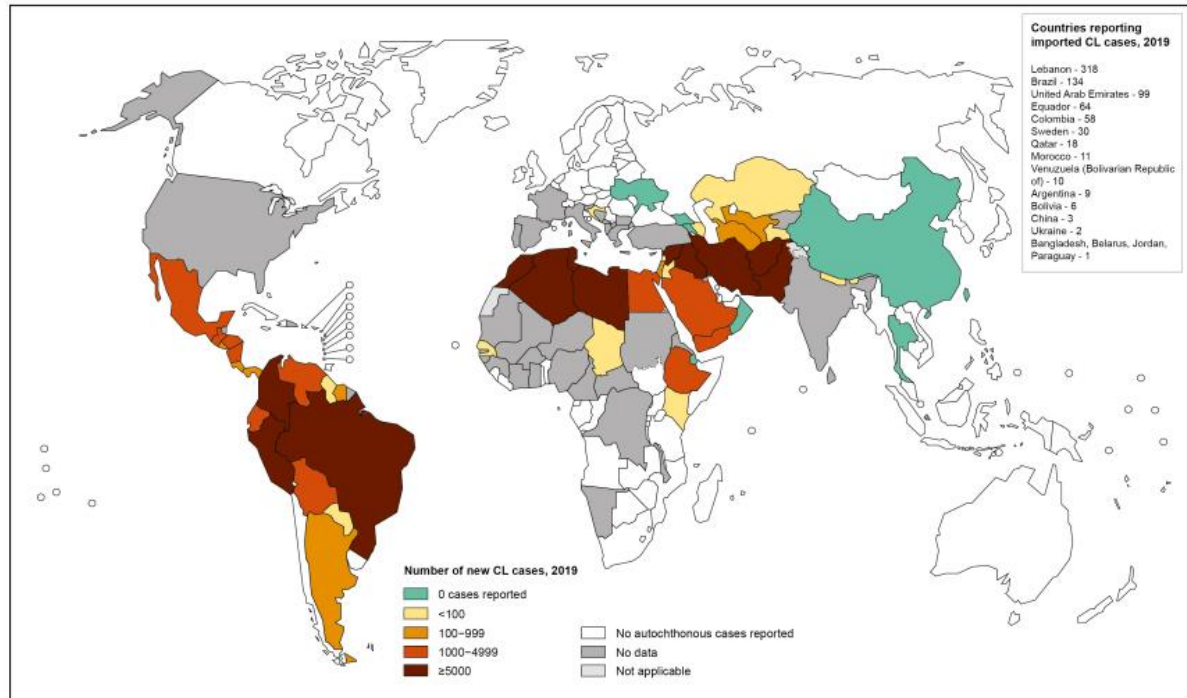 Countries reporting
imported CL cases, 2019
Lebanon - 318
Brazil - 134
United Arab Emirates - 99
Equador - 64
Colombia - 58
Sweden - 30
Qatar - 18
Morocco - 11
Venuzuela (Bolivarian Republic
of) - 10
Argentina - 9
Bolivia - 6
China - 3
Ukraine - 2
Bangladesh, Belarus, Jordan,
Paraguay - 1
Number of new CL cases, 2019
0 cases reported
<100
100−999
1000−4999
≥5000
No autochthonous cases reported
No data
Not applicable